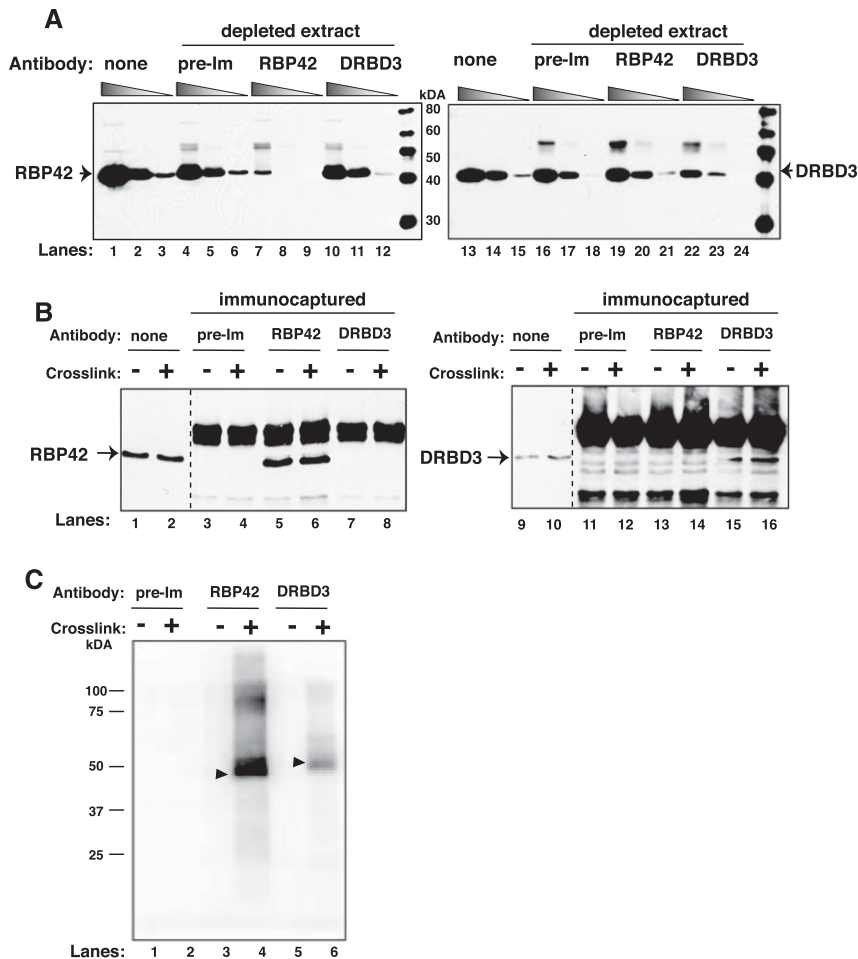 A
depleted extract
depleted extract
Antibody: none pre-Im RBP42 DRBD3
none pre-Im RBP42 DRBD3
kDA
80
60
50
40
30
RBP42
DRBD3
Lanes: 1 2 3 4 5 6 7 8 9 10 11 12
13 14 15 16 17 18 19 20 21 22 23 24
B
immunocaptured
immunocaptured
Antibody: none pre-Im RBP42 DRBD3
Antibody: none pre-Im RBP42 DRBD3
Crosslink: - + - + - + - +
Crosslink: - + - + - + - +
RBP42
DRBD3
Lanes: 1 2 3 4 5 6 7 8
Lanes: 9 10 11 12 13 14 15 16
C
Antibody: pre-Im RBP42 DRBD3
Crosslink: - + - + - +
kDA
100
75
50
37
25
Lanes: 1 2 3 4 5 6